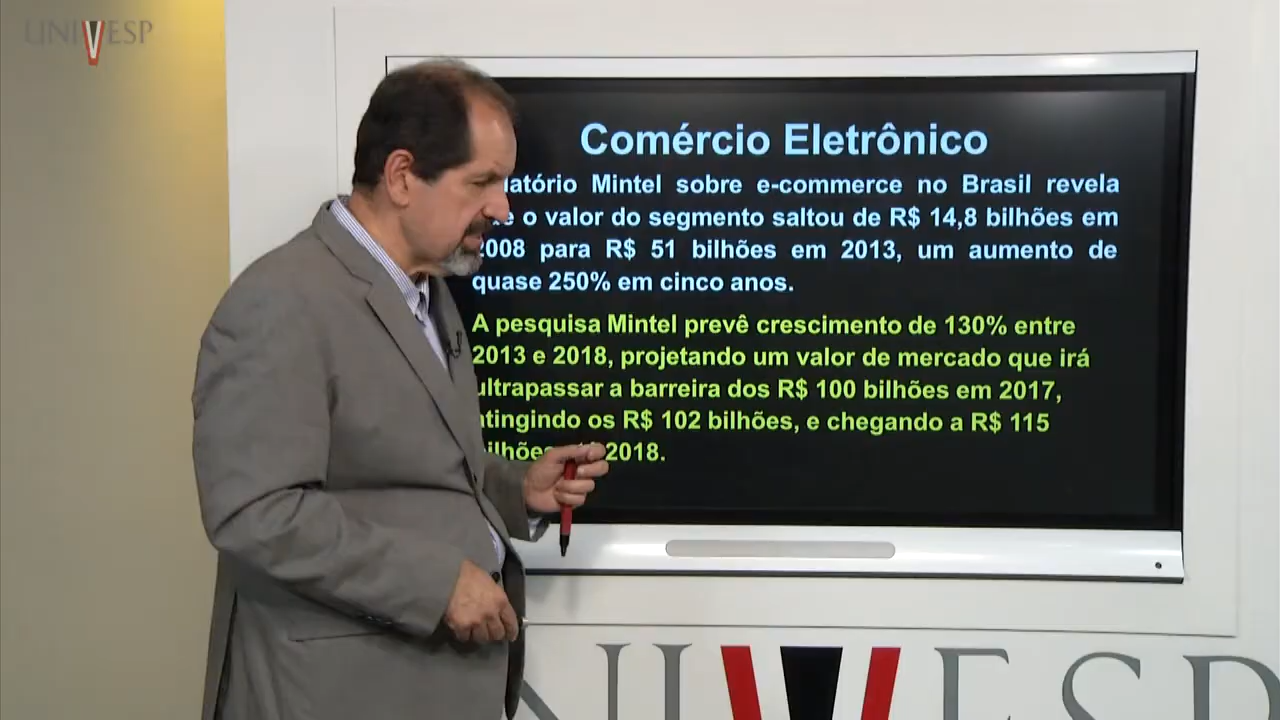 UNIVESP
Comércio Eletrônico
Mintel sobre e-commerce no Brasil revela
o valor do segmento saltou de R$ 14,8 bilhões em
2008 para R$ 51 bilhões em 2013, um aumento de
quase 250% em cinco anos.
A pesquisa Mintel prevê crescimento de 130% entre
2013 e 2018, projetando um valor de mercado que irá
ultrapassar a barreira dos R$ 100 bilhões em 2017,
atingindo os R$ 102 bilhões, e chegando a R$ 115
bilhões 2018.
UNIVESP